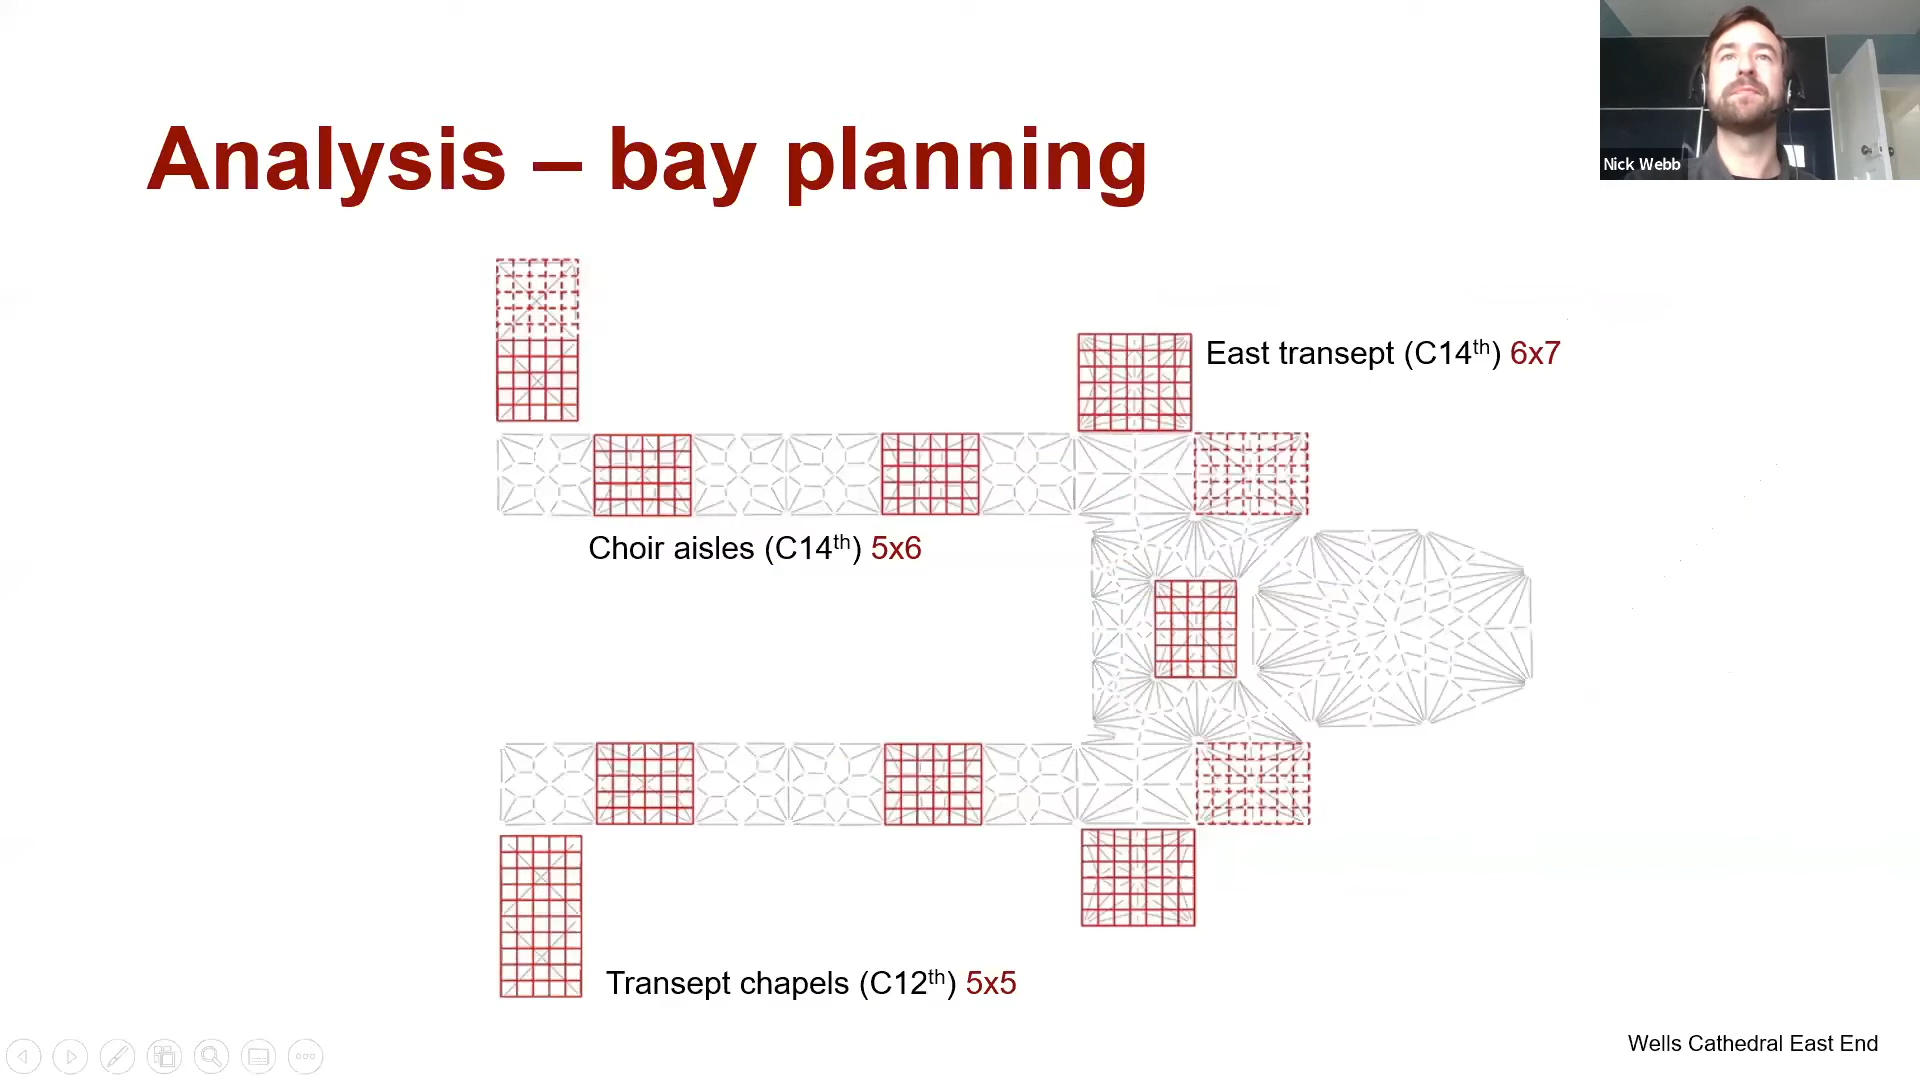 Nick Webb
Analysis – bay planning
East transept (C14th) 6x7
Choir aisles (C14th) 5x6
Transept chapels (C12th) 5x5
Wells Cathedral East End